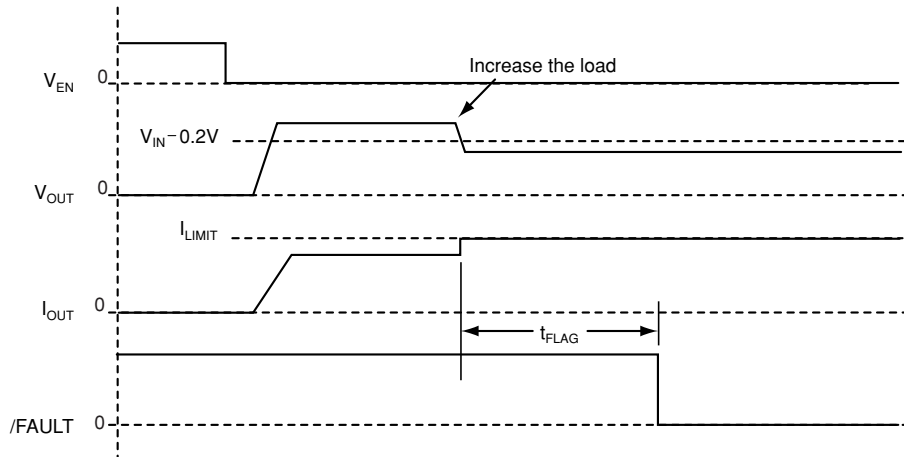 Increase the load
V_EN 0
V_IN – 0.2V
V_OUT 0
I_LIMIT
I_OUT 0
t_FLAG
/FAULT 0